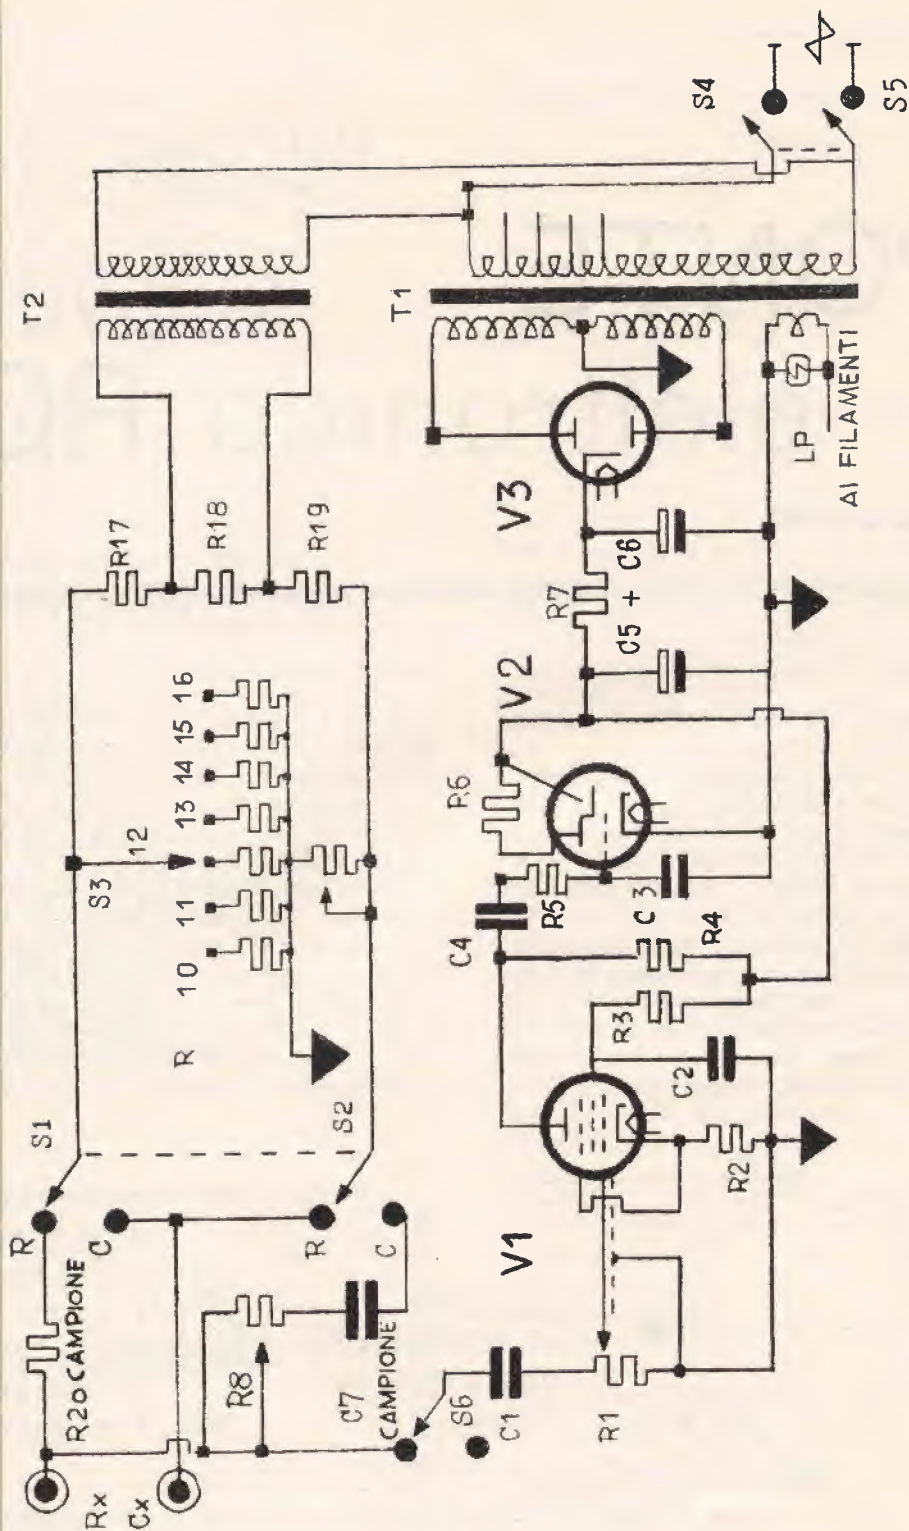 Rx
Cx
R20 CAMPIONE
R
C
S1
R
C
S2
R8
C7
CAMPIONE
S6
C1
R1
R
10
11
12
13
14
15
16
S3
R17
R18
R19
T2
T1
S4
S5
V1
R2
C2
R3
R4
C4
R5
C3
R6
V2
C5
+
R7
C6
V3
LP
AI FILAMENTI